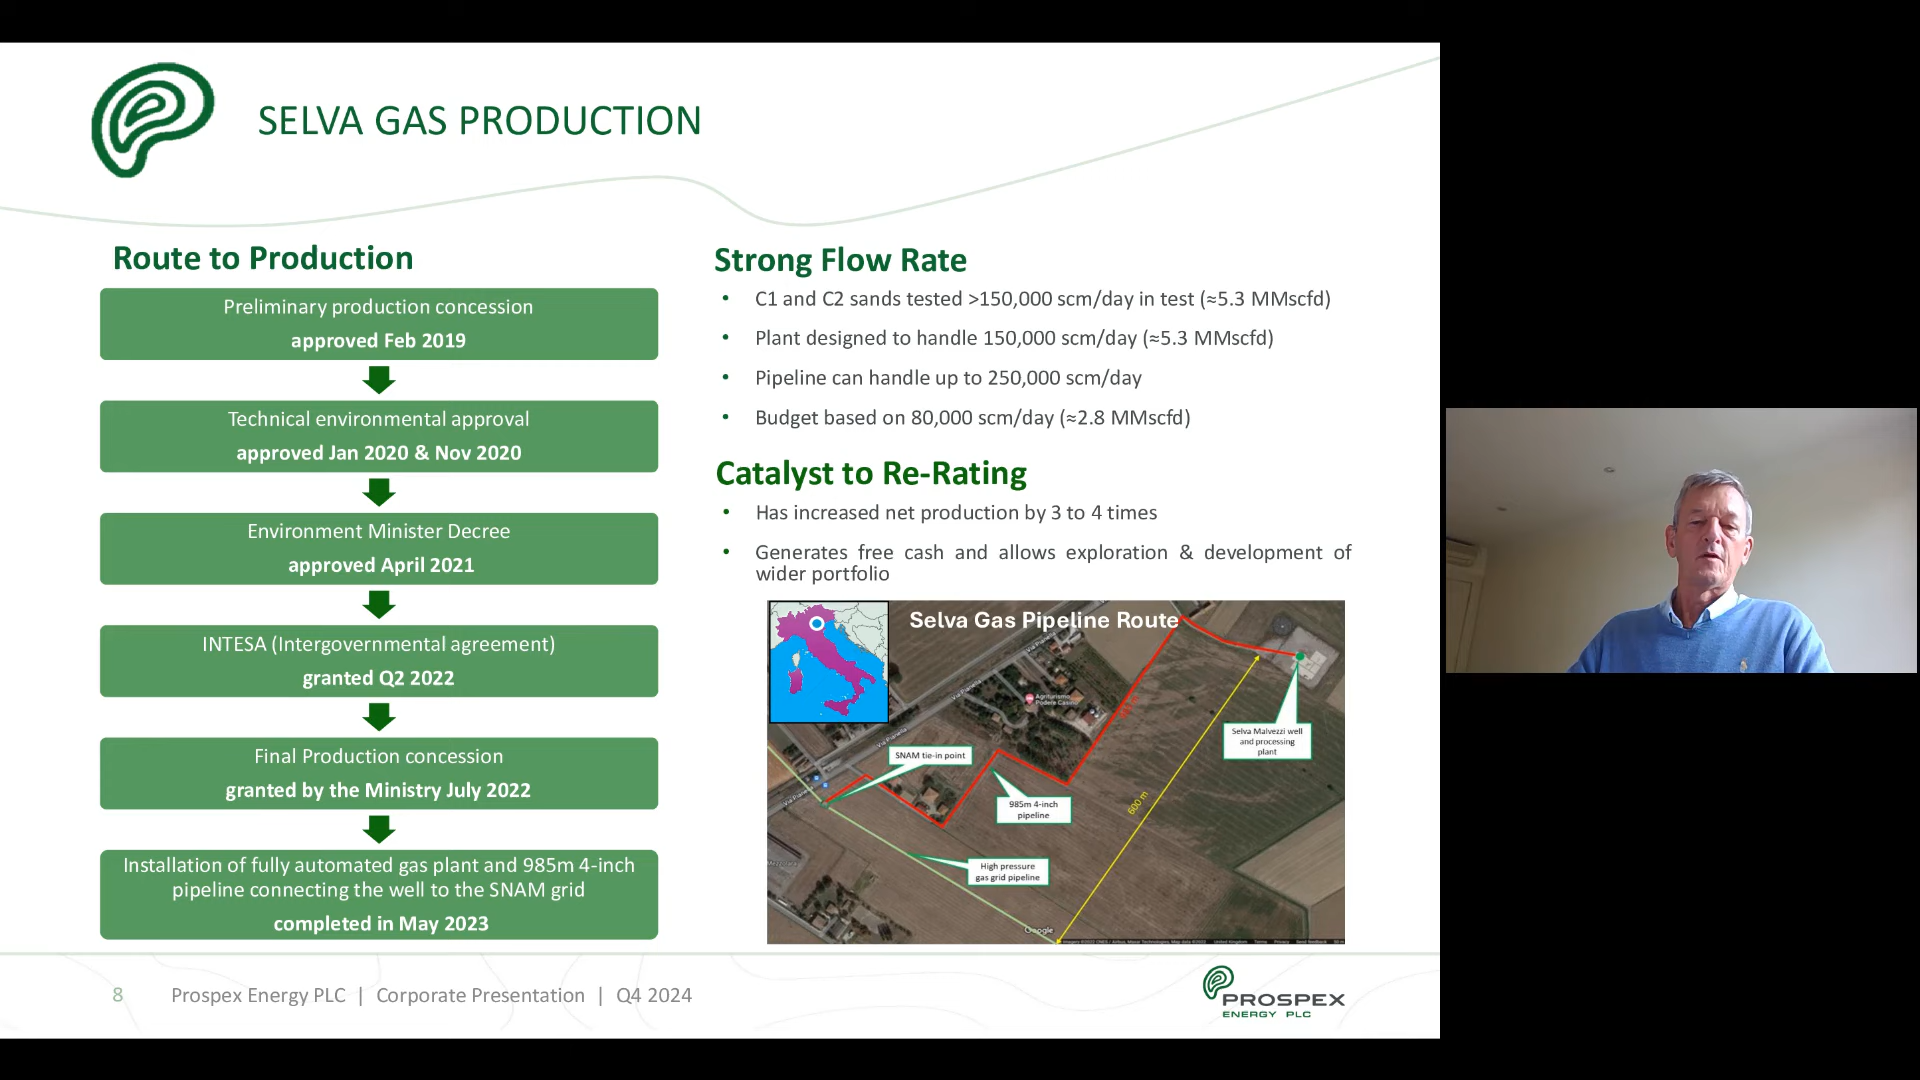 SELVA GAS PRODUCTION
Route to Production
Preliminary production concession
approved Feb 2019
Technical environmental approval
approved Jan 2020 & Nov 2020
Environment Minister Decree
approved April 2021
INTESA (Intergovernmental agreement)
granted Q2 2022
Final Production concession
granted by the Ministry July 2022
Installation of fully automated gas plant and 985m 4-inch
pipeline connecting the well to the SNAM grid
completed in May 2023
Strong Flow Rate
• C1 and C2 sands tested >150,000 scm/day in test (≈5.3 MMscfd)
• Plant designed to handle 150,000 scm/day (≈5.3 MMscfd)
• Pipeline can handle up to 250,000 scm/day
• Budget based on 80,000 scm/day (≈2.8 MMscfd)
Catalyst to Re-Rating
• Has increased net production by 3 to 4 times
• Generates free cash and allows exploration & development of
wider portfolio
Selva Gas Pipeline Route
Agriturismo
Podere Casino
Via Pianella
Via Pianella
Selva Malvezzi well
and processing
plant
SNAM tie-in point
985m 4-inch
pipeline
600 m
High pressure
gas grid pipeline
Google
8 Prospex Energy PLC | Corporate Presentation | Q4 2024
PROSPEX
ENERGY PLC